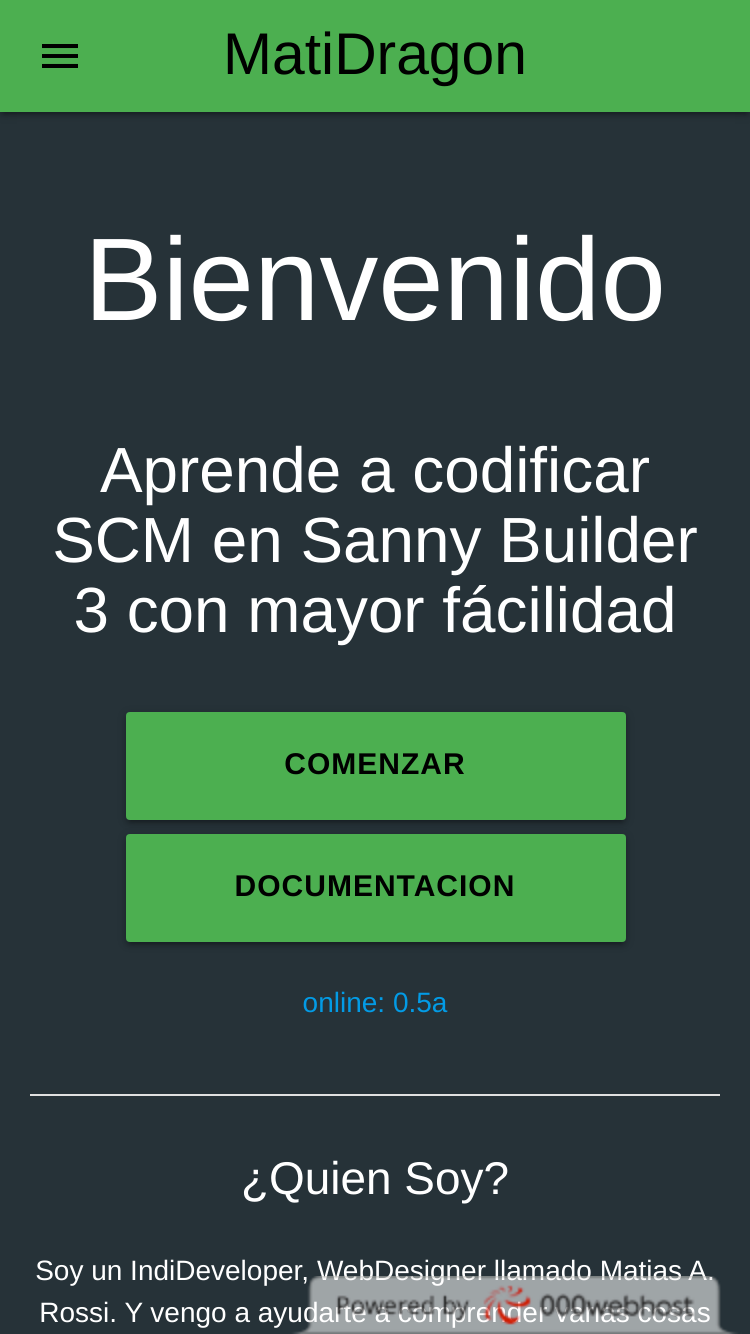 MatiDragon
Bienvenido
Aprende a codificar
SCM en Sanny Builder
3 con mayor fácilidad
COMENZAR
DOCUMENTACION
online: 0.5a
¿Quien Soy?
Soy un IndiDeveloper, WebDesigner llamado Matias A.
Rossi. Y vengo a ayudarte a comprender varias cosas
Powered by 000webhost